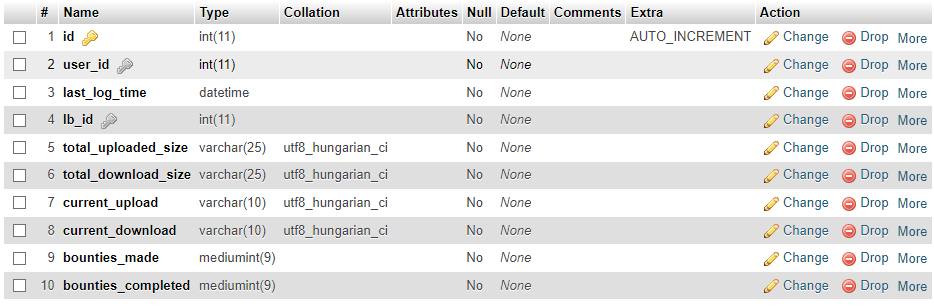 # Name Type Collation Attributes Null Default Comments Extra Action
1 id int(11) No None AUTO_INCREMENT Change Drop More
2 user_id int(11) No None Change Drop More
3 last_log_time datetime No None Change Drop More
4 lb_id int(11) No None Change Drop More
5 total_uploaded_size varchar(25) utf8_hungarian_ci No None Change Drop More
6 total_download_size varchar(25) utf8_hungarian_ci No None Change Drop More
7 current_upload varchar(10) utf8_hungarian_ci No None Change Drop More
8 current_download varchar(10) utf8_hungarian_ci No None Change Drop More
9 bounties_made mediumint(9) No None Change Drop More
10 bounties_completed mediumint(9) No None Change Drop More